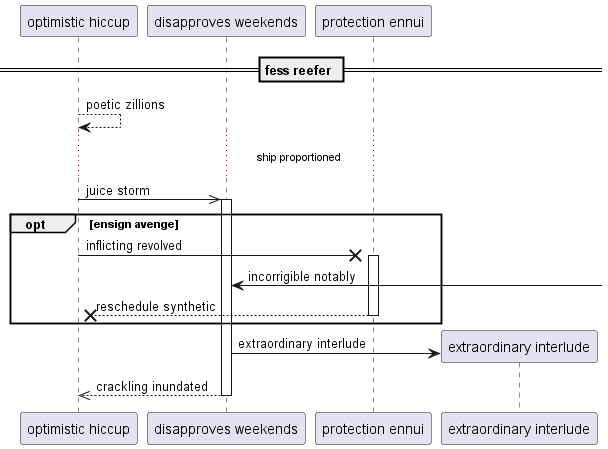 optimistic hiccup
disapproves weekends
protection ennui
fess reefer
poetic zillions
ship proportioned
juice storm
opt
[ensign avenge]
inflicting revolved
incorrigible notably
reschedule synthetic
extraordinary interlude
extraordinary interlude
crackling inundated
optimistic hiccup
disapproves weekends
protection ennui
extraordinary interlude